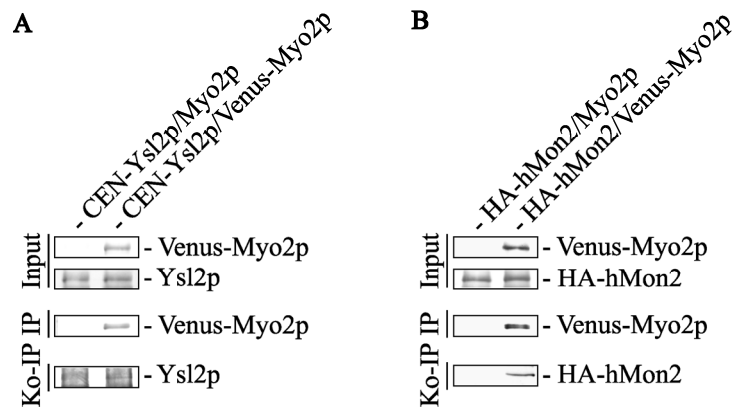 A
- CEN-Ysl2p/Myo2p
- CEN-Ysl2p/Venus-Myo2p
Input
- Venus-Myo2p
- Ysl2p
IP
- Venus-Myo2p
Ko-IP
- Ysl2p
B
- HA-hMon2/Myo2p
- HA-hMon2/Venus-Myo2p
Input
- Venus-Myo2p
- HA-hMon2
IP
- Venus-Myo2p
Ko-IP
- HA-hMon2